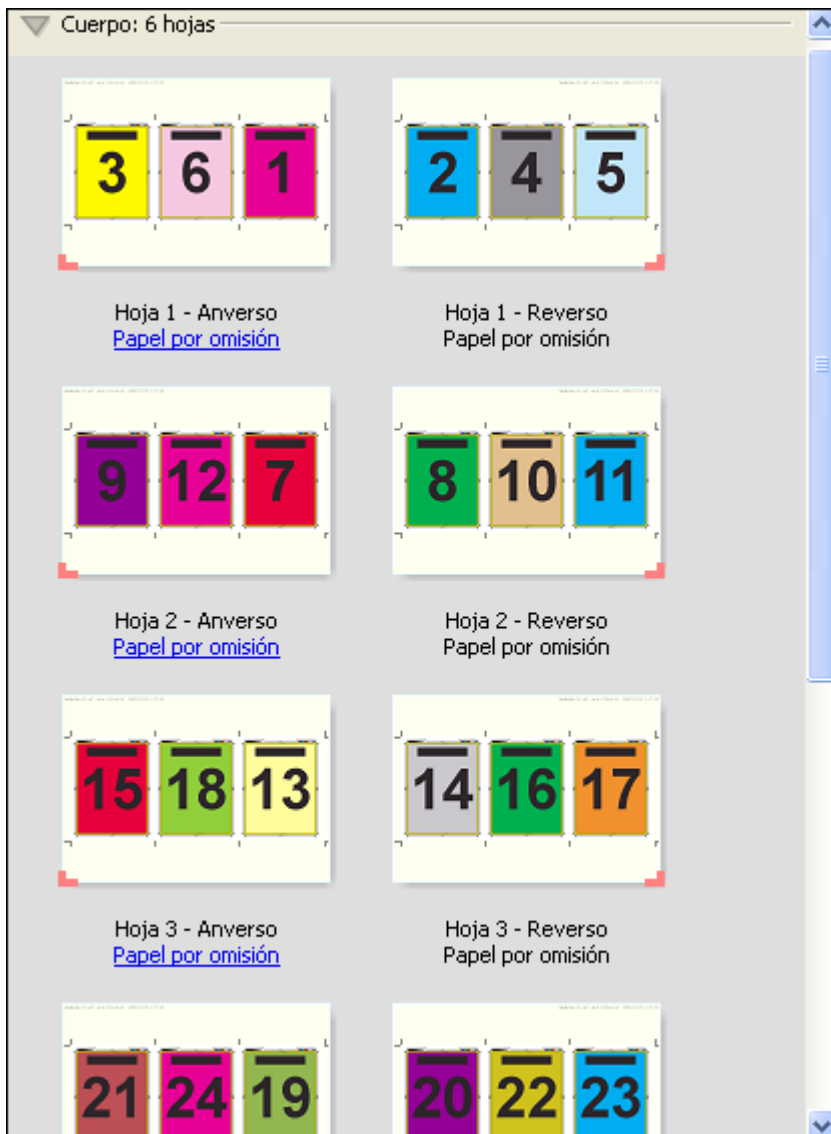 Cuerpo: 6 hojas
3 6 1 2 4 5
Hoja 1 - Anverso Hoja 1 - Reverso
Papel por omisión Papel por omisión
9 12 7 8 10 11
Hoja 2 - Anverso Hoja 2 - Reverso
Papel por omisión Papel por omisión
15 18 13 14 16 17
Hoja 3 - Anverso Hoja 3 - Reverso
Papel por omisión Papel por omisión
21 24 19 20 22 23